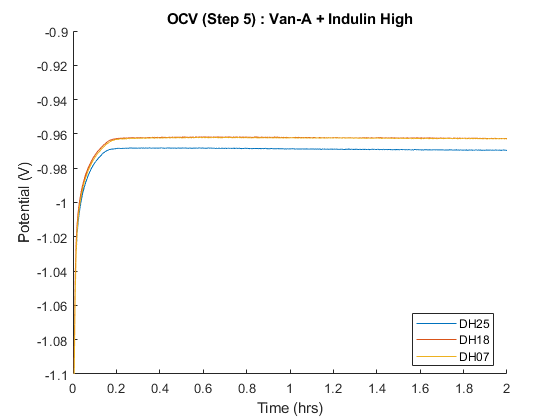 OCV (Step 5) : Van-A + Indulin High
-0.9
-0.92
-0.94
-0.96
-0.98
-1
-1.02
-1.04
-1.06
-1.08
-1.1
Potential (V)
DH25
DH18
DH07
0 0.2 0.4 0.6 0.8 1 1.2 1.4 1.6 1.8 2
Time (hrs)